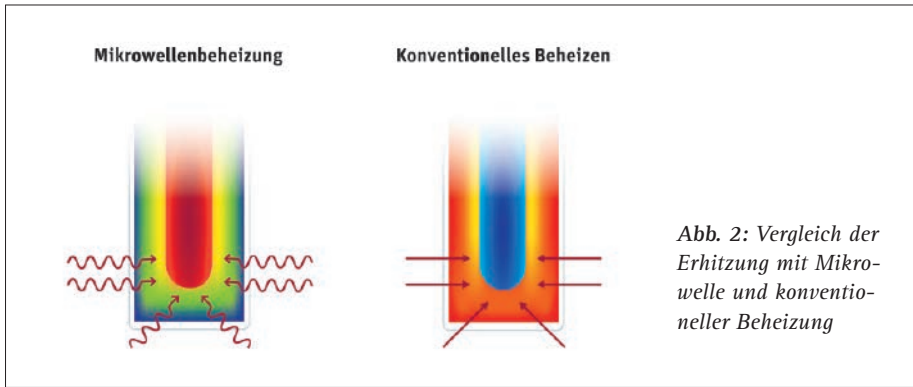 Mikrowellenbeheizung
Konventionelles Beheizen
Abb. 2: Vergleich der
Erhitzung mit Mikro-
welle und konventio-
neller Beheizung